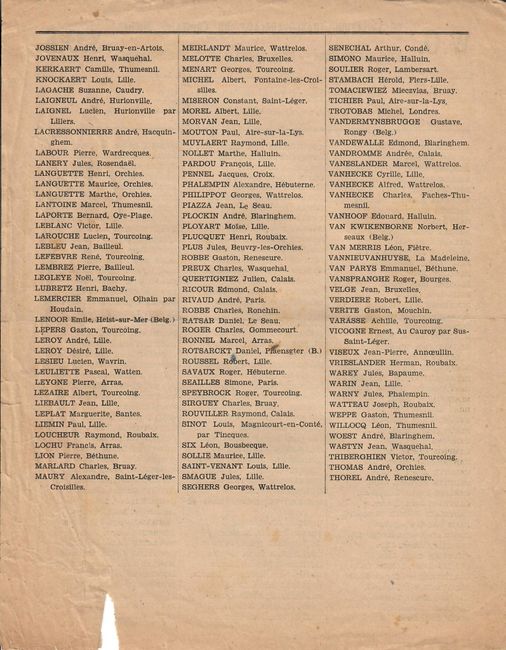 JOSSIEN André, Bruay-en-Artois.
JOVENAUX Henri, Wasquehal.
KERKAERT Camille, Thumesnil.
KNOCKAERT Louis, Lille.
LAGACHE Suzanne, Caudry.
LAIGNEUL André, Hurionville,
LAIGNEL Lucien, Hurionville par
Lillers.
LACRESSONNIERRE André, Hacquin-
ghem.
LABOUR Pierre, Wardrecques.
LANERY Jules, Rosendaël.
LANGUETTE Henri, Orchies.
LANGUETTE Maurice, Orchies.
LANGUETTE Marthe, Orchies.
LANTOINE Marcel, Thumesnil.
LAPORTE Bernard, Oye-Plage.
LEBLANC Victor, Lille.
LAROUCHE Lucien, Tourcoing.
LEBLEU Jean, Bailleul.
LEFEBVRE René, Tourcoing.
LEMBREZ Pierre, Bailleul.
LEGLEYE Noël, Tourcoing.
LUBRETZ Henri, Bachy.
LEMERCIER Emmanuel, Olhain par
Houdain.
LENOOR Emile, Heist-sur-Mer (Belg.)
LEPERS Gaston, Tourcoing.
LEROY André, Lille.
LEROY Désiré, Lille.
LESIEU Lucien, Wavrin.
LEULIETTE Pascal, Watten.
LEYGNE Pierre, Arras.
LEZAIRE Albert, Tourcoing.
LIEBAULT Jean, Lille.
LEPLAT Marguerite, Santes.
LIEMIN Paul, Lille.
LOUCHEUR Raymond, Roubaix.
LOCHU Francis, Arras.
LION Pierre, Béthune.
MARLARD Charles, Bruay.
MAURY Alexandre, Saint-Léger-les-
Croisilles.
MEIRLANDT Maurice, Wattrelos.
MELOTTE Charles, Bruxelles.
MENART Georges, Tourcoing.
MICHEL Albert, Fontaine-les-Croi-
silles.
MISERON Constant, Saint-Léger.
MOREL Albert, Lille.
MORVAN Jean, Lille.
MOUTON Paul, Aire-sur-la-Lys.
MUYLAERT Raymond, Lille.
NOLLET Marthe, Halluin.
PARDOU François, Lille.
PENNEL Jacques, Croix.
PHALEMPIN Alexandre, Hébuterne.
PHILIPPOT Georges, Wattrelos.
PIAZZA Jean, Le Seau.
PLOCKIN André, Blaringhem.
PLOYART Moïse, Lille.
PLUCQUET Henri, Roubaix.
PLUS Jules, Beuvry-les-Orchies.
ROBBE Gaston, Renescure.
PREUX Charles, Wasquehal.
QUERTIGNIEZ Julien, Calais.
RICOUR Edmond, Calais.
RIVAUD André, Paris.
ROBBE Charles, Ronchin.
RATSAR Daniel, Le Seau.
ROGER Charles, Gommecourt.
RONNEL Marcel, Arras.
ROTSARCKT Daniel, (B.)
ROUSSEL Robert, Lille.
SAVAUX Roger, Hébuterne.
SEAILLES Simone, Paris.
SPEYBROCK Roger, Tourcoing.
SIRGUEY Charles, Bruay.
ROUVILLER Raymond, Calais.
SINOT Louis, Magnicourt-en-Conté,
par Tincques.
SIX Léon, Bousbecque.
SOLLIE Maurice, Lille.
SAINT-VENANT Louis, Lille.
SMAGUE Jules, Lille.
SEGHERS Georges, Wattrelos.
SENECHAL Arthur, Condé.
SIMONO Maurice, Halluin.
SOULIER Roger, Lambersart.
STAMBACH Hérold, Flers-Lille.
TOMACIEWIEZ Miecevias, Bruay.
TICHIER Paul, Aire-sur-la-Lys,
TROTOBAS Michel, Londres.
VANDERMYNSBRUGGE Gustave,
Rongy (Belg.)
VANDEWALLE Edmond, Blaringhem.
VANDROMME Andrée, Calais.
VANESLANDER Marcel, Wattrelos.
VANHECKE Cyrille, Lille,
VANHECKE Alfred, Wattrelos.
VANHECKE Charles, Faches-Thu-
mesnil.
VANHOOF Edouard, Halluin.
VAN KWIKENBORNE Norbert, Her-
seaux (Belg.)
VAN MERRIS Léon, Flêtre.
VANNIEUVANHUYSE, La Madeleine.
VAN PARYS Emmanuel, Béthune.
VANSPRANGHE Roger, Bourges.
VELGE Jean, Bruxelles.
VERDIERE Robert, Lille.
VERITE Gaston, Mouchin.
VARASSE Achille, Tourcoing.
VICOGNE Ernest, Au Cauroy par Sus-
Saint-Léger.
VISEUX Jean-Pierre, Annœullin.
VRIESLANDER Herman, Roubaix.
WAREY Jules, Bapaume.
WARIN Jean, Lille.
WARNY Jules, Phalempin.
WATTEAU Joseph, Roubaix.
WEPPE Gaston, Thumesnil.
WILLOCQ Léon, Thumesnil.
WOEST André, Blaringhem.
WASTYN Jean, Wasquehal.
THIBERGHIEN Victor, Tourcoing.
THOMAS André, Orchies.
THOREL André, Renescure.